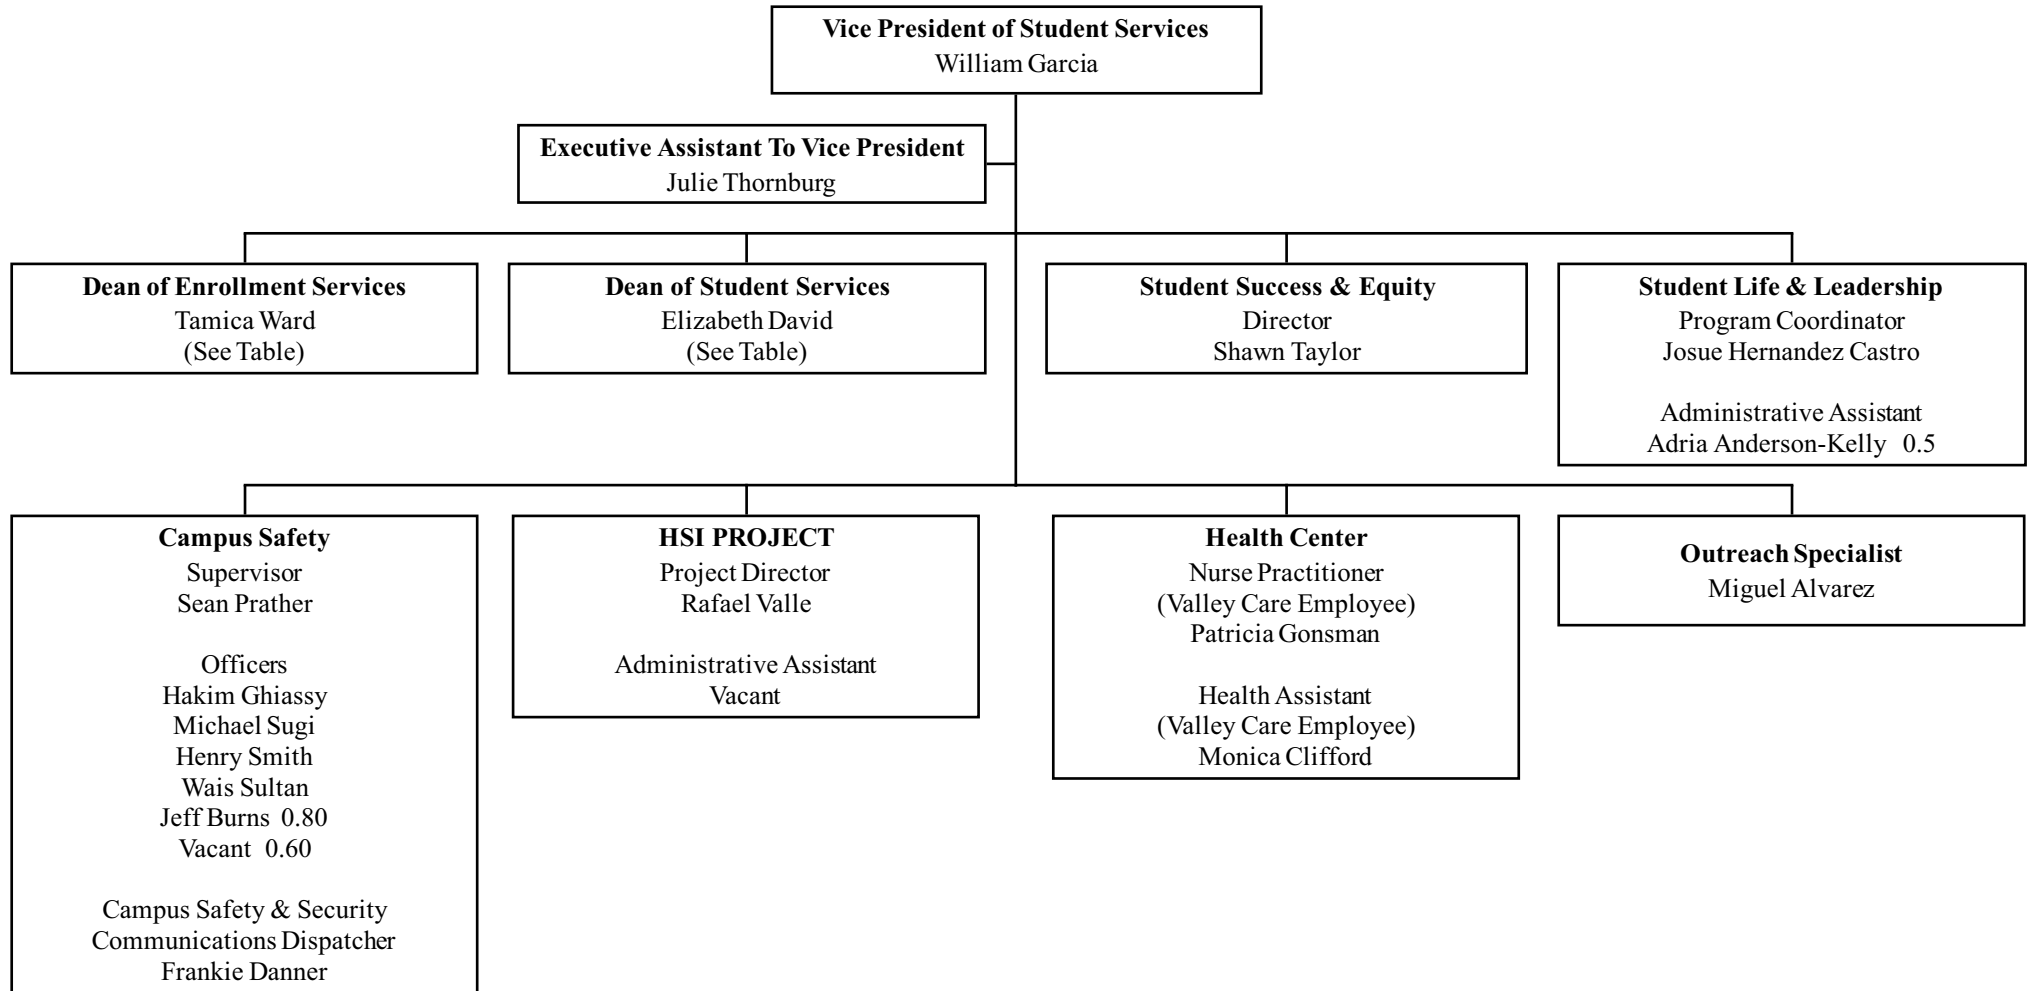 Vice President of Student Services
William Garcia
Executive Assistant To Vice President
Julie Thornburg
Dean of Enrollment Services
Tamica Ward
(See Table)
Dean of Student Services
Elizabeth David
(See Table)
Student Success & Equity
Director
Shawn Taylor
Student Life & Leadership
Program Coordinator
Josue Hernandez Castro
Administrative Assistant
Adria Anderson-Kelly 0.5
Campus Safety
Supervisor
Sean Prather
Officers
Hakim Ghiassy
Michael Sugi
Henry Smith
Wais Sultan
Jeff Burns 0.80
Vacant 0.60
Campus Safety & Security
Communications Dispatcher
Frankie Danner
HSI PROJECT
Project Director
Rafael Valle
Administrative Assistant
Vacant
Health Center
Nurse Practitioner
(Valley Care Employee)
Patricia Gonsman
Health Assistant
(Valley Care Employee)
Monica Clifford
Outreach Specialist
Miguel Alvarez